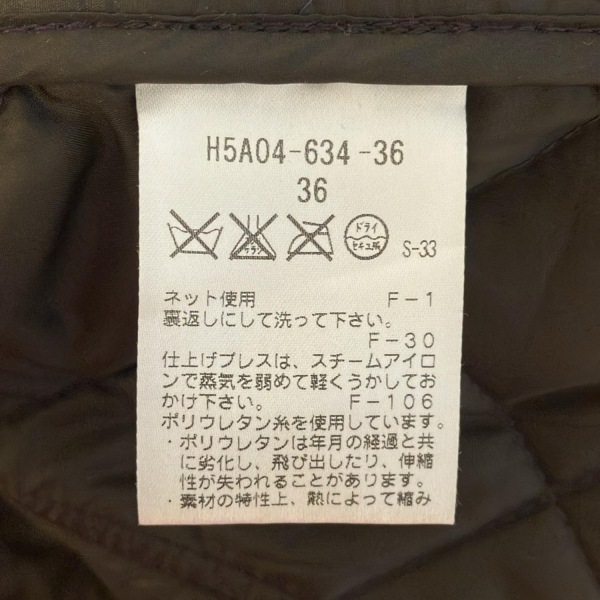 H5A04-634-36
36
ドライ
セキユ系
S-33
ネット使用 F-1
裏返しにして洗って下さい。
F-30
仕上げプレスは、スチームアイロ
ンで蒸気を弱めて軽くうかしてお
かけ下さい。 F-106
ポリウレタン糸を使用しています。
・ポリウレタンは年月の経過と共
に劣化し、飛び出したり、伸縮
性が失われることがあります。
・素材の特性上、熱によって縮み